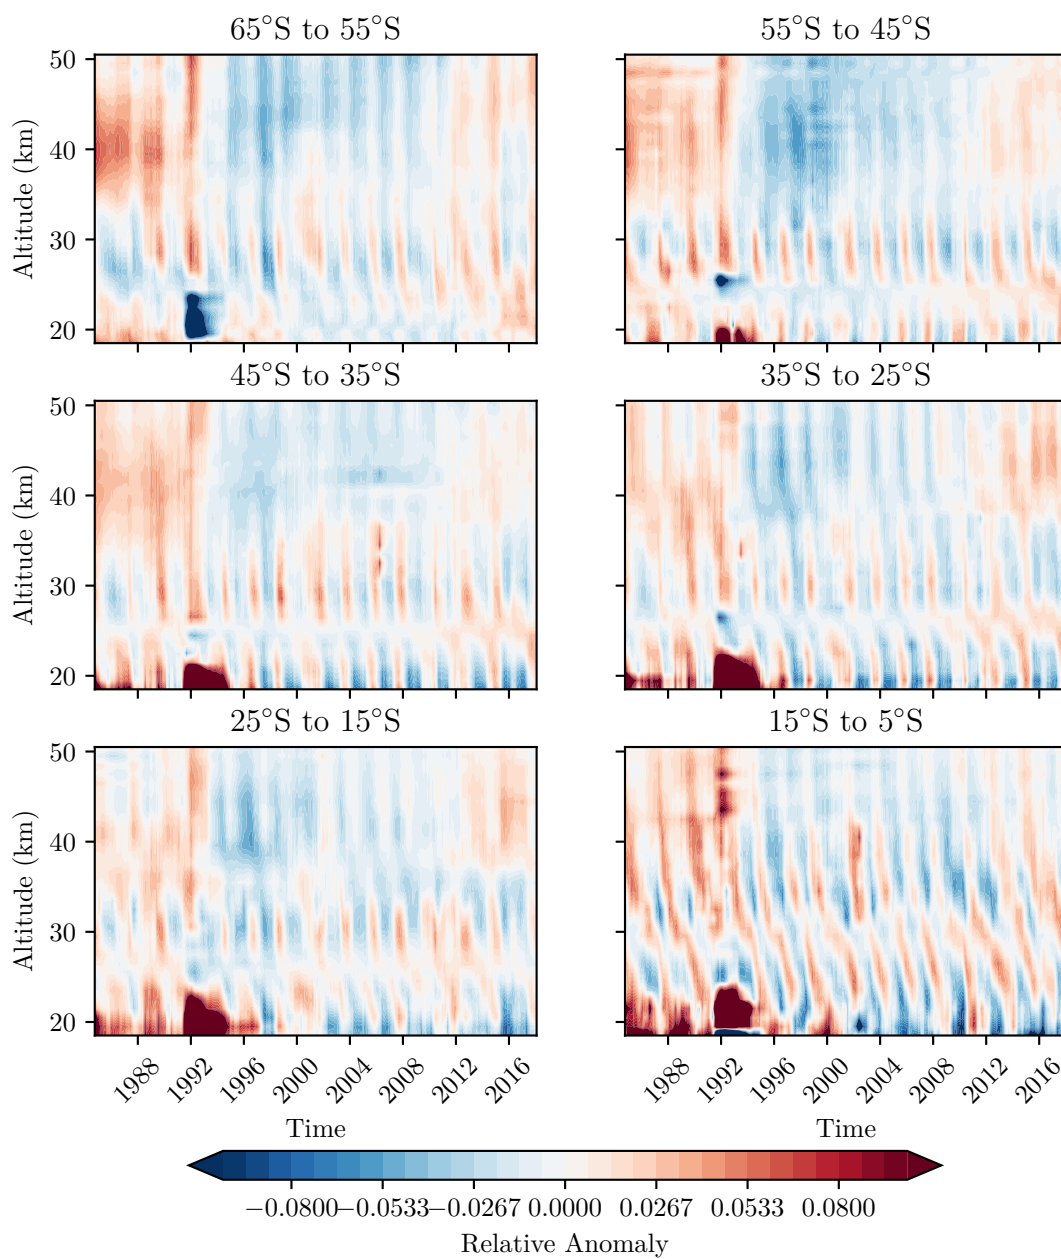 65°S to 55°S
55°S to 45°S
Altitude (km)
50
40
30
20
45°S to 35°S
35°S to 25°S
Altitude (km)
50
40
30
20
25°S to 15°S
15°S to 5°S
Altitude (km)
50
40
30
20
1988 1992 1996 2000 2004 2008 2012 2016
1988 1992 1996 2000 2004 2008 2012 2016
Time
Time
−0.0800 −0.0533 −0.0267 0.0000 0.0267 0.0533 0.0800
Relative Anomaly